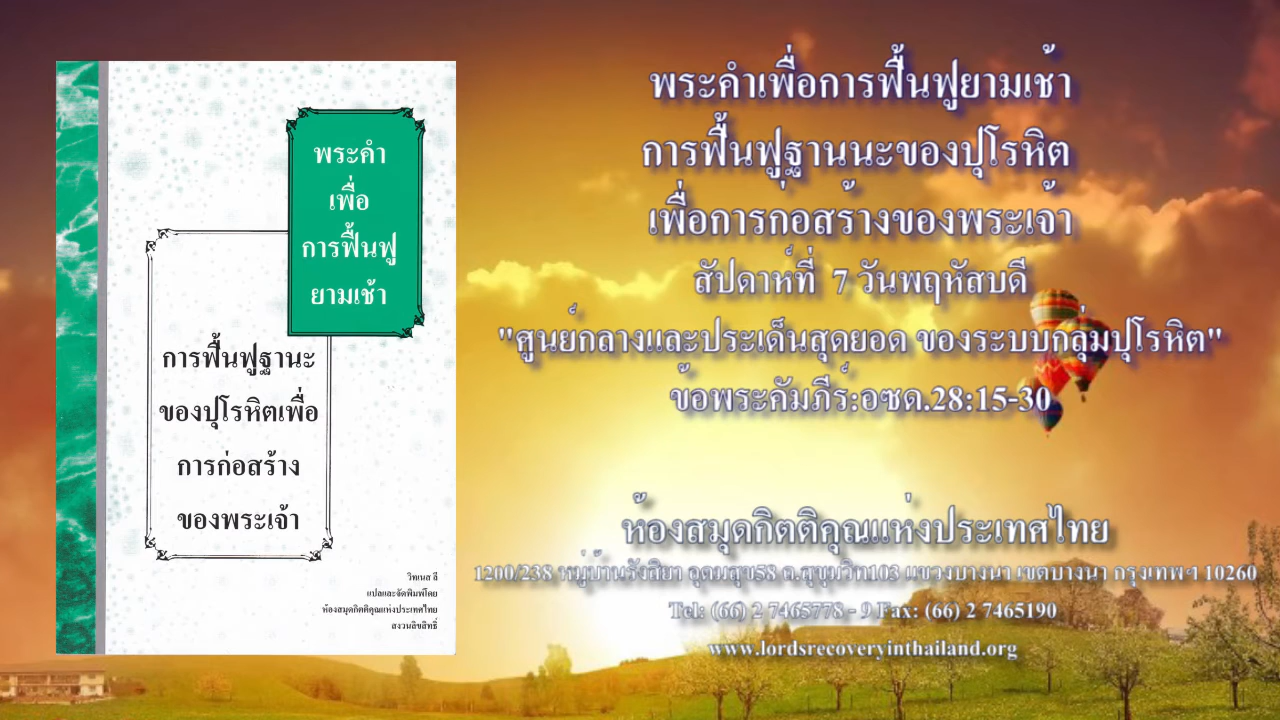 พระคำ
เพื่อ
การฟื้นฟู
ยามเช้า
การฟื้นฟูฐานะ
ของปุโรหิตเพื่อ
การก่อสร้าง
ของพระเจ้า
วิทเนส ลี
แปลและจัดพิมพ์โดย
ห้องสมุดกิตติคุณแห่งประเทศไทย
สงวนลิขสิทธิ์
พระคำเพื่อการฟื้นฟูยามเช้า
การฟื้นฟูฐานนะของปุโรหิต
เพื่อการก่อสร้างของพระเจ้า
สัปดาห์ที่ 7 วันพฤหัสบดี
"ศูนย์กลางและประเด็นสุดยอด ของระบบกลุ่มปุโรหิต"
ข้อพระคัมภีร์:อซด.28:15-30
ห้องสมุดกิตติคุณแห่งประเทศไทย
1200/238 หมู่บ้านรังสิยา อุดมสุข58 ถ.สุขุมวิท103 แขวงบางนา เขตบางนา กรุงเทพฯ 10260
Tel: (66) 2 7465778 - 9 Fax: (66) 2 7465190
www.lordsrecoveryinthailand.org